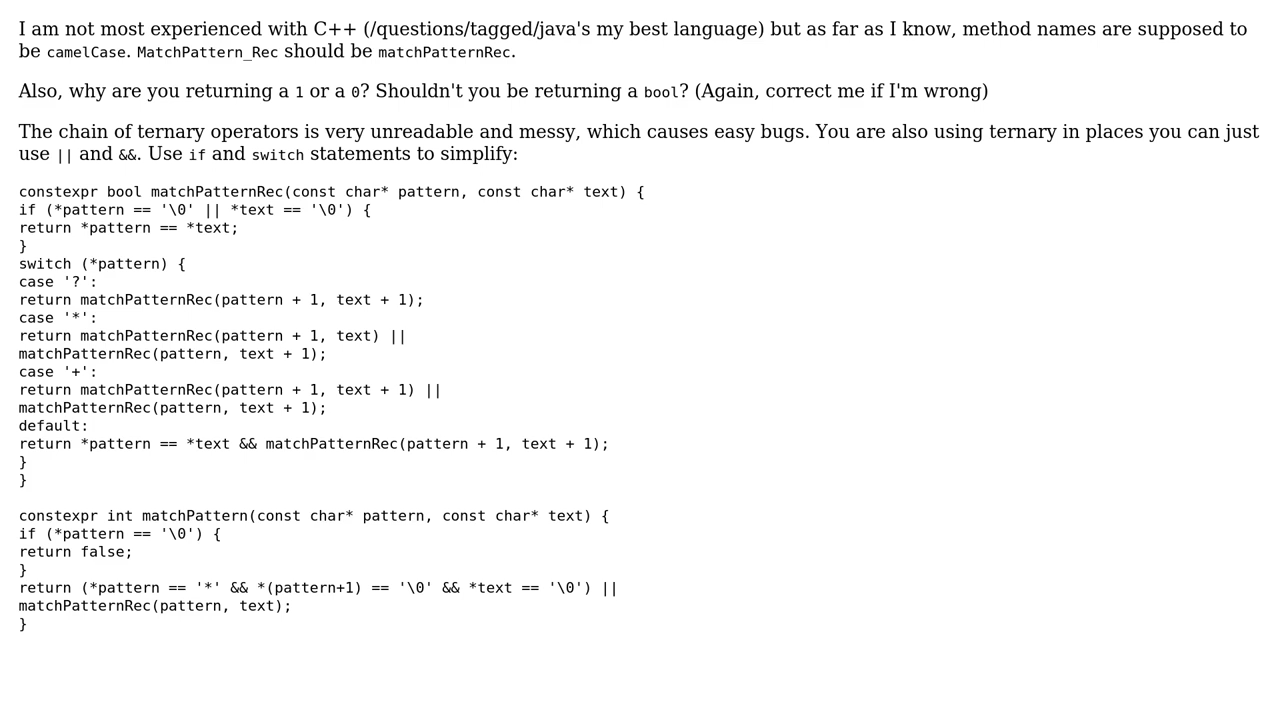 I am not most experienced with C++ (/questions/tagged/java's my best language) but as far as I know, method names are supposed to
be camelCase. MatchPattern_Rec should be matchPatternRec.
Also, why are you returning a 1 or a 0? Shouldn't you be returning a bool? (Again, correct me if I'm wrong)
The chain of ternary operators is very unreadable and messy, which causes easy bugs. You are also using ternary in places you can just
use || and &&. Use if and switch statements to simplify:
constexpr bool matchPatternRec(const char* pattern, const char* text) {
if (*pattern == '\0' || *text == '\0') {
return *pattern == *text;
}
switch (*pattern) {
case '?':
return matchPatternRec(pattern + 1, text + 1);
case '*':
return matchPatternRec(pattern + 1, text) ||
matchPatternRec(pattern, text + 1);
case '+':
return matchPatternRec(pattern + 1, text + 1) ||
matchPatternRec(pattern, text + 1);
default:
return *pattern == *text && matchPatternRec(pattern + 1, text + 1);
}
}
constexpr int matchPattern(const char* pattern, const char* text) {
if (*pattern == '\0') {
return false;
}
return (*pattern == '*' && *(pattern+1) == '\0' && *text == '\0') ||
matchPatternRec(pattern, text);
}